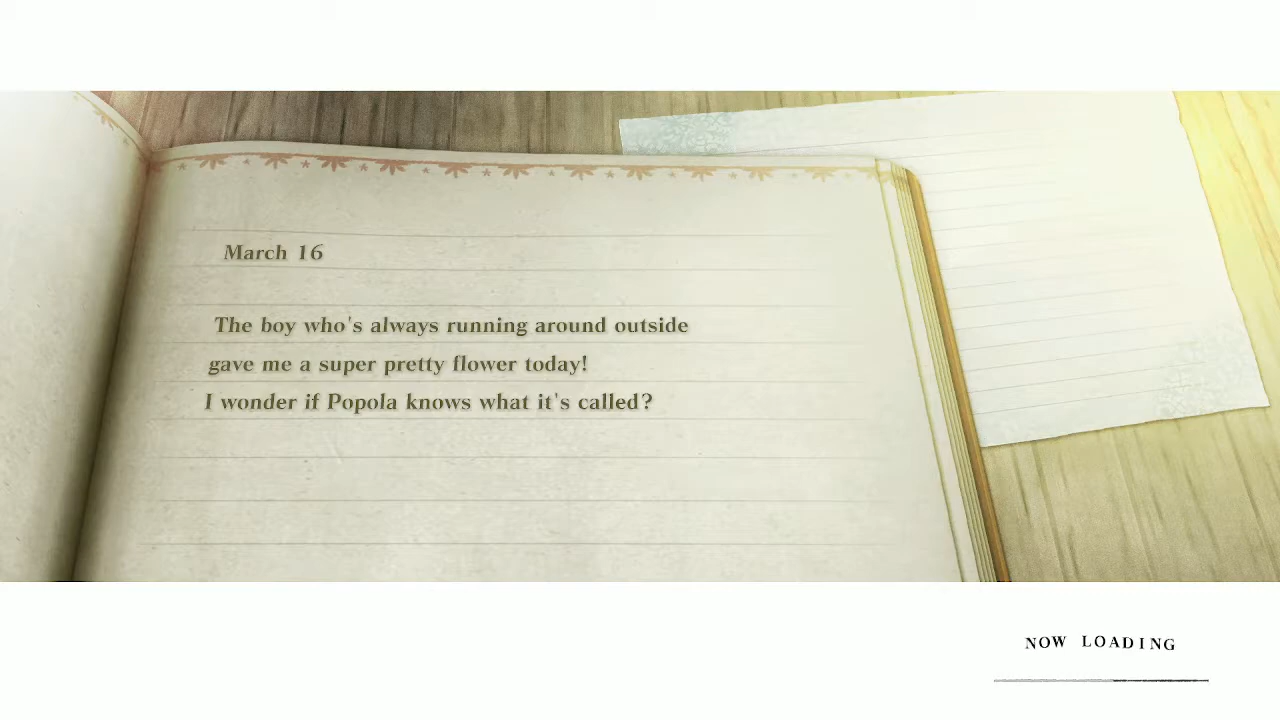 March 16
The boy who's always running around outside
gave me a super pretty flower today!
I wonder if Popola knows what it's called?
NOW LOADING